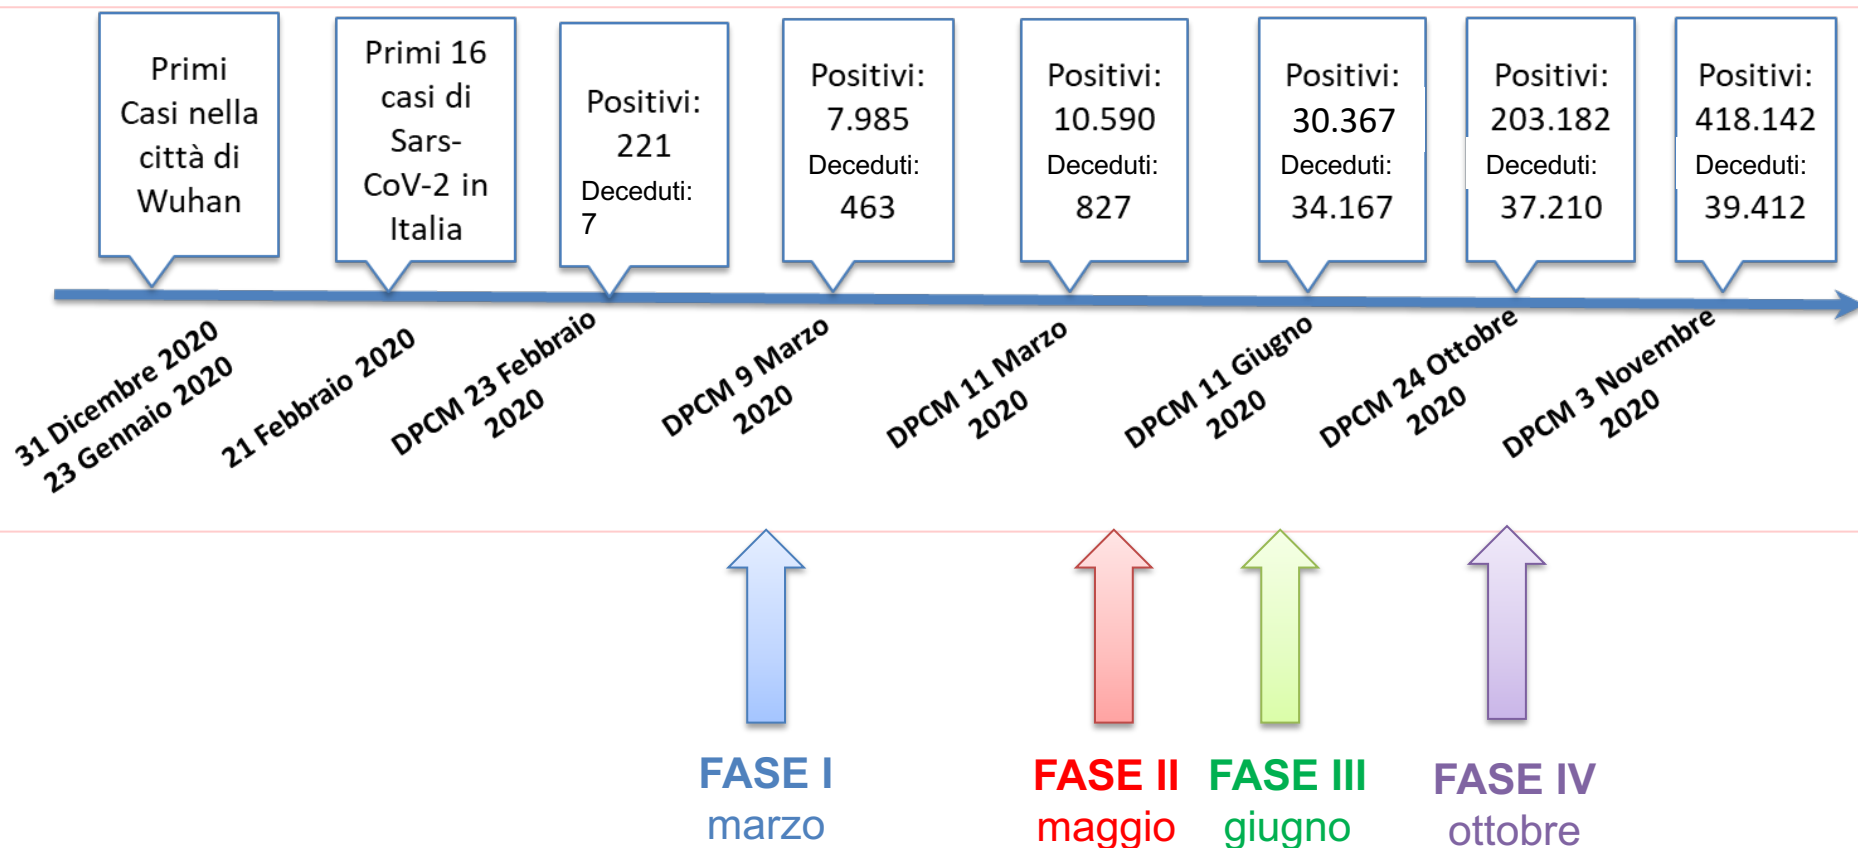 Primi
Casi nella
città di
Wuhan
Primi 16
casi di
Sars-
CoV-2 in
Italia
Positivi:
221
Deceduti:
7
Positivi:
7.985
Deceduti:
463
Positivi:
10.590
Deceduti:
827
Positivi:
30.367
Deceduti:
34.167
Positivi:
203.182
Deceduti:
37.210
Positivi:
418.142
Deceduti:
39.412
31 Dicembre 2020
23 Gennaio 2020
21 Febbraio 2020
DPCM 23 Febbraio
2020
DPCM 9 Marzo
2020
DPCM 11 Marzo
2020
DPCM 11 Giugno
2020
DPCM 24 Ottobre
2020
DPCM 3 Novembre
2020
FASE I
marzo
FASE II
maggio
FASE III
giugno
FASE IV
ottobre